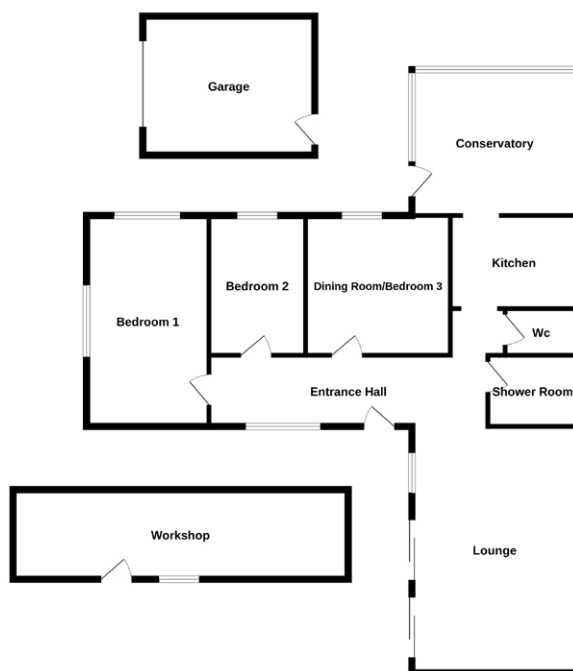 Garage
Conservatory
Kitchen
Bedroom 2
Dining Room/Bedroom 3
Bedroom 1
Wc
Entrance Hall
Shower Room
Workshop
Lounge